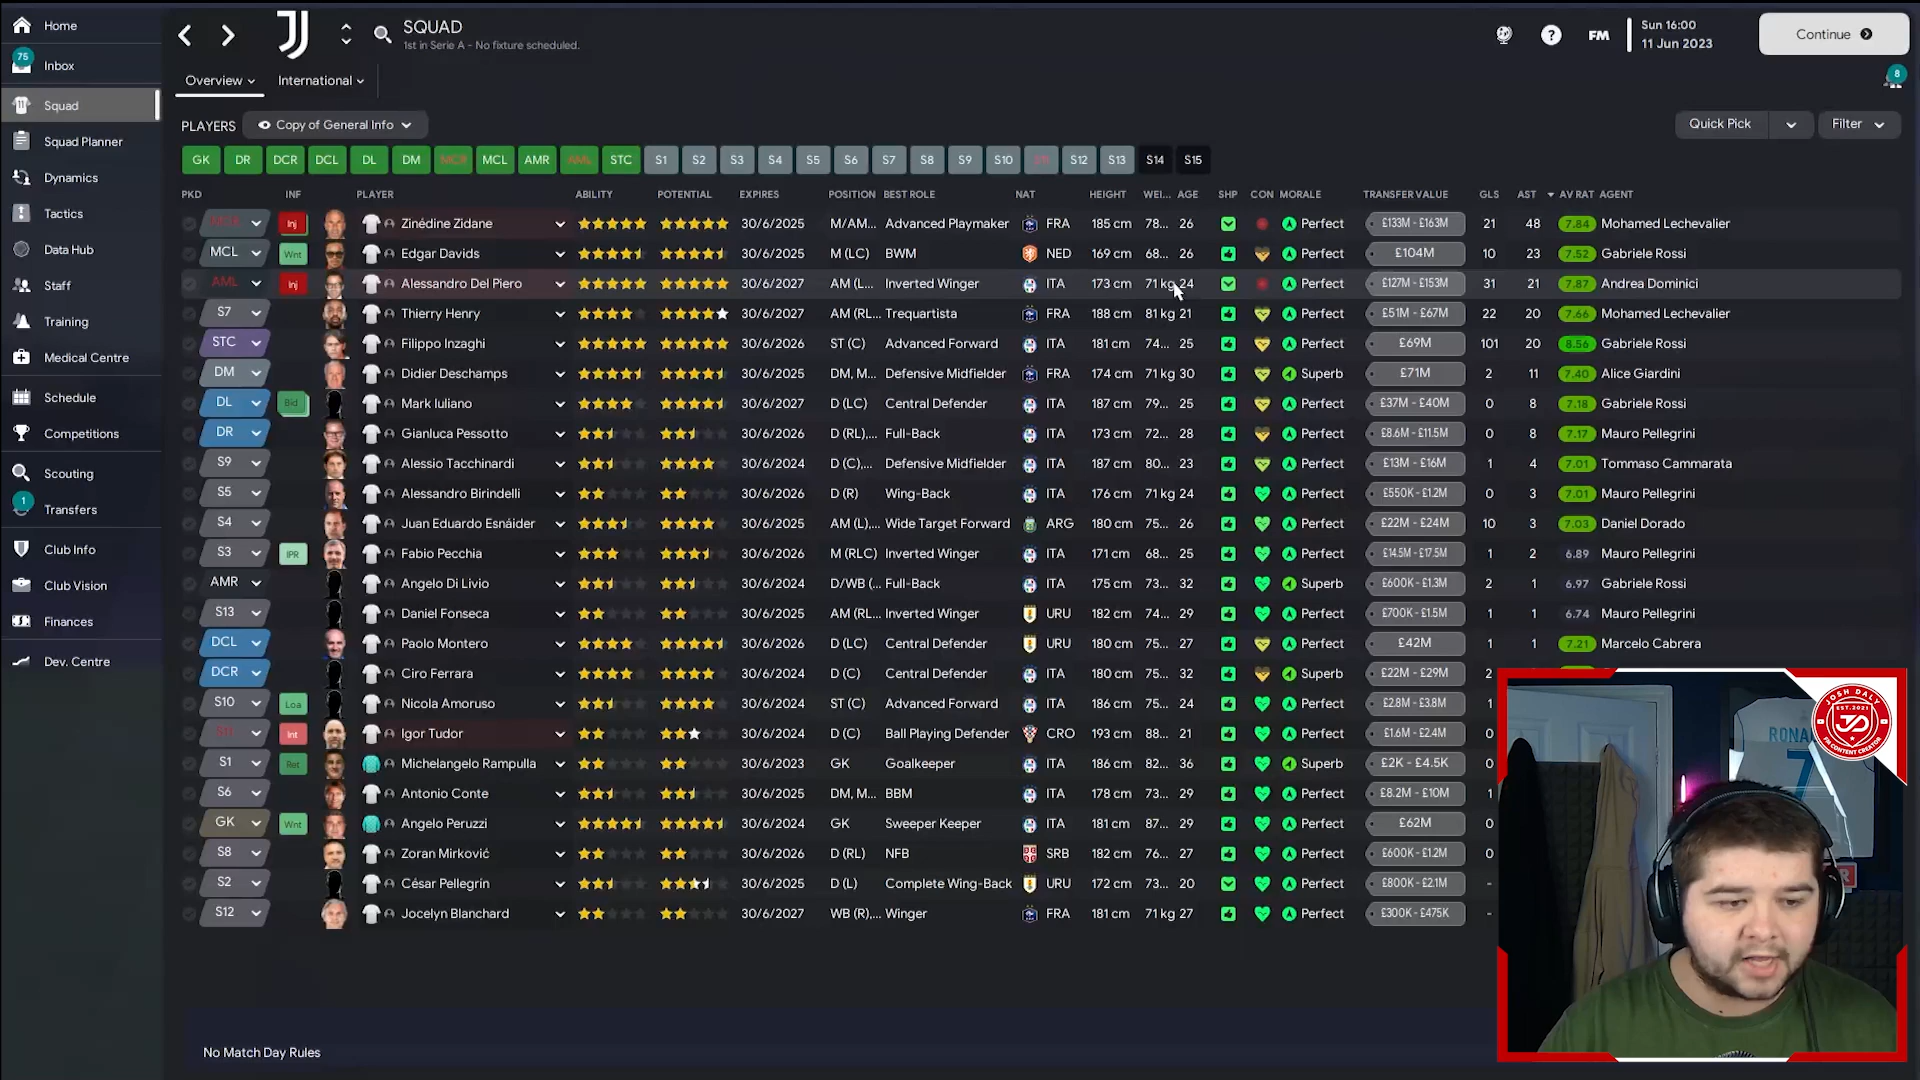 Home
75
Inbox
Squad
Squad Planner
Dynamics
Tactics
Data Hub
Staff
Training
Medical Centre
Schedule
Competitions
Scouting
1
Transfers
Club Info
Club Vision
Finances
Dev. Centre
SQUAD
1st in Serie A - No fixture scheduled.
FM
Sun 16:00
11 Jun 2023
Continue
8
Overview International
PLAYERS Copy of General Info Quick Pick Filter
GK DR DCR DCL DL DM MCR MCL AMR AML STC S1 S2 S3 S4 S5 S6 S7 S8 S9 S10 S11 S12 S13 S14 S15
PKD INF PLAYER ABILITY POTENTIAL EXPIRES POSITION BEST ROLE NAT HEIGHT WEI... AGE SHP CON MORALE TRANSFER VALUE GLS AST AV RAT AGENT
MCR Inj Zinédine Zidane 30/6/2025 M/AM... Advanced Playmaker FRA 185 cm 78... 26 Perfect £133M - £163M 21 48 7.84 Mohamed Lechevalier
MCL Wnt Edgar Davids 30/6/2026 M (LC) BWM NED 169 cm 68... 26 Perfect £104M 10 23 7.52 Gabriele Rossi
AML Inj Alessandro Del Piero 30/6/2027 AM (L... Inverted Winger ITA 173 cm 71 kg 24 Perfect £127M - £153M 31 21 7.87 Andrea Dominici
S7 Thierry Henry 30/6/2027 AM (RL... Trequartista FRA 188 cm 81 kg 21 Perfect £51M - £67M 22 20 7.66 Mohamed Lechevalier
STC Filippo Inzaghi 30/6/2026 ST (C) Advanced Forward ITA 181 cm 74... 25 Perfect £69M 101 20 8.56 Gabriele Rossi
DM Didier Deschamps 30/6/2026 DM, M... Defensive Midfielder FRA 174 cm 71 kg 30 Superb £71M 2 11 7.40 Alice Giardini
DL Bid Mark Iuliano 30/6/2027 D (LC) Central Defender ITA 187 cm 79... 25 Perfect £37M - £40M 0 8 7.18 Gabriele Rossi
DR Gianluca Pessotto 30/6/2026 D (RL),... Full-Back ITA 173 cm 72... 28 Perfect £8.6M - £11.5M 0 8 7.17 Mauro Pellegrini
S9 Alessio Tacchinardi 30/6/2024 D (C),... Defensive Midfielder ITA 187 cm 80... 23 Perfect £13M - £16M 1 4 7.01 Tommaso Cammarata
S5 Alessandro Birindelli 30/6/2026 D (R) Wing-Back ITA 176 cm 71 kg 24 Perfect £550K - £1.2M 0 3 7.01 Mauro Pellegrini
S4 Juan Eduardo Esnáider 30/6/2026 AM (L),... Wide Target Forward ARG 180 cm 75... 26 Perfect £22M - £24M 10 3 7.03 Daniel Dorado
S3 IPR Fabio Pecchia 30/6/2026 M (RLC) Inverted Winger ITA 171 cm 68... 25 Perfect £14.5M - £17.5M 1 2 6.89 Mauro Pellegrini
AMR Angelo Di Livio 30/6/2024 D/WB (... Full-Back ITA 175 cm 73... 32 Superb £600K - £1.3M 2 1 6.97 Gabriele Rossi
S13 Daniel Fonseca 30/6/2025 AM (RL... Inverted Winger URU 182 cm 74... 29 Perfect £700K - £1.5M 1 1 6.74 Mauro Pellegrini
DCL Paolo Montero 30/6/2026 D (LC) Central Defender URU 180 cm 75... 27 Perfect £42M 1 1 7.21 Marcelo Cabrera
DCR Ciro Ferrara 30/6/2026 D (C) Central Defender ITA 180 cm 75... 32 Superb £22M - £29M 2
S10 Loa Nicola Amoruso 30/6/2024 ST (C) Advanced Forward ITA 186 cm 75... 24 Perfect £2.8M - £3.8M 1
S11 Int Igor Tudor 30/6/2024 D (C) Ball Playing Defender CRO 193 cm 88... 21 Perfect £1.6M - £2.4M 0
S1 Ret Michelangelo Rampulla 30/6/2023 GK Goalkeeper ITA 186 cm 82... 36 Superb £2K - £4.5K 0
S6 Antonio Conte 30/6/2025 DM, M... BBM ITA 178 cm 73... 29 Perfect £8.2M - £10M 1
GK Wnt Angelo Peruzzi 30/6/2024 GK Sweeper Keeper ITA 181 cm 87... 29 Perfect £62M 0
S8 Zoran Mirković 30/6/2026 D (RL) NFB SRB 182 cm 76... 27 Perfect £600K - £1.2M 0
S2 César Pellegrín 30/6/2025 D (L) Complete Wing-Back URU 172 cm 73... 20 Perfect £800K - £2.1M -
S12 Jocelyn Blanchard 30/6/2027 WB (R),... Winger FRA 181 cm 71 kg 27 Perfect £300K - £475K -
No Match Day Rules
JOSH DALY
EST.2021
JD
FM CONTENT CREATOR
RONAL
7